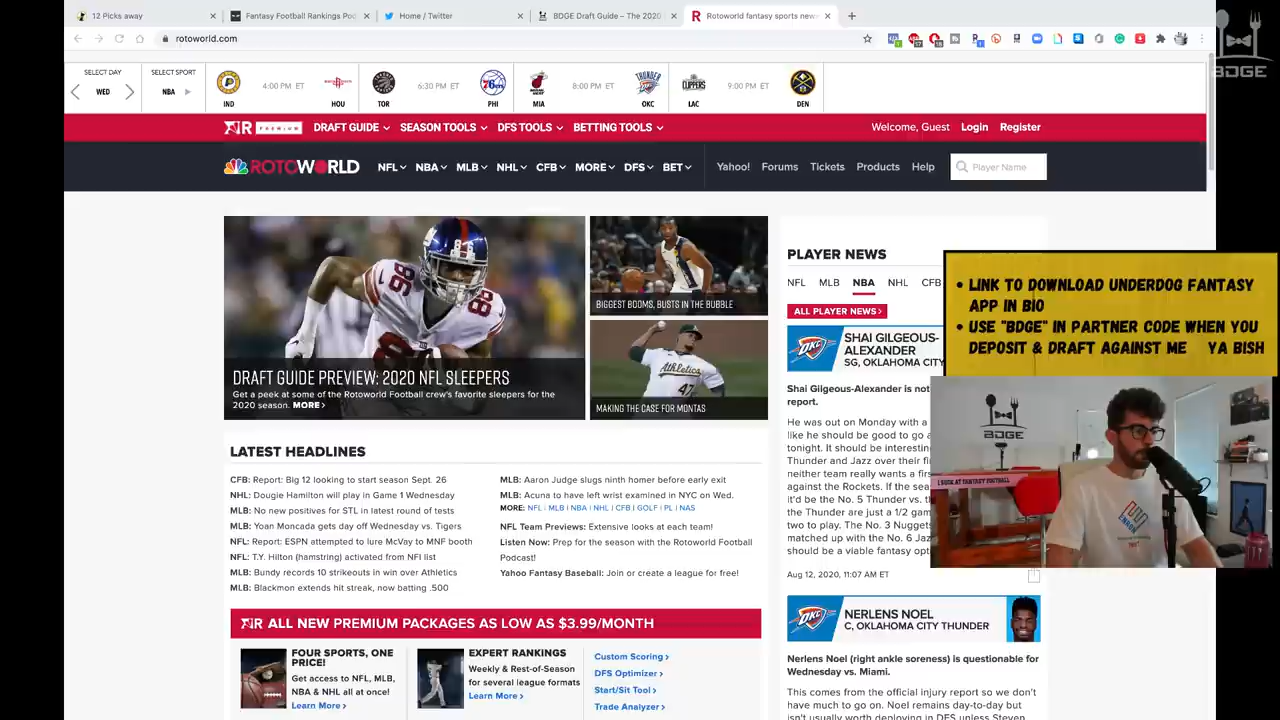 12 Picks away
Fantasy Football Rankings Pod
Home / Twitter
BDGE Draft Guide – The 2020
Rotoworld fantasy sports news
rotoworld.com
BDGE
SELECT DAY
WED
SELECT SPORT
NBA
IND
4:00 PM ET
HOU
TOR
6:30 PM ET
PHI
MIA
8:00 PM ET
OKC
LAC
9:00 PM ET
DEN
R PREMIUM
DRAFT GUIDE
SEASON TOOLS
DFS TOOLS
BETTING TOOLS
Welcome, Guest
Login
Register
ROTOWORLD
NFL
NBA
MLB
NHL
CFB
MORE
DFS
BET
Yahoo!
Forums
Tickets
Products
Help
Player Name
DRAFT GUIDE PREVIEW: 2020 NFL SLEEPERS
Get a peek at some of the Rotoworld Football crew's favorite sleepers for the
2020 season. MORE >
BIGGEST BOOMS, BUSTS IN THE BUBBLE
MAKING THE CASE FOR MONTAS
LATEST HEADLINES
CFB: Report: Big 12 looking to start season Sept. 26
NHL: Dougie Hamilton will play in Game 1 Wednesday
MLB: No new positives for STL in latest round of tests
MLB: Yoan Moncada gets day off Wednesday vs. Tigers
NFL: Report: ESPN attempted to lure McVay to MNF booth
NFL: T.Y. Hilton (hamstring) activated from NFI list
MLB: Bundy records 10 strikeouts in win over Athletics
MLB: Blackmon extends hit streak, now batting .500
MLB: Aaron Judge slugs ninth homer before early exit
MLB: Acuna to have left wrist examined in NYC on Wed.
MORE: NFL | MLB | NBA | NHL | CFB | GOLF | PL | NAS
NFL Team Previews: Extensive looks at each team!
Listen Now: Prep for the season with the Rotoworld Football
Podcast!
Yahoo Fantasy Baseball: Join or create a league for free!
R ALL NEW PREMIUM PACKAGES AS LOW AS $3.99/MONTH
FOUR SPORTS, ONE
PRICE!
Get access to NFL, MLB,
NBA & NHL all at once!
Learn More >
EXPERT RANKINGS
Weekly & Rest-of-Season
for several league formats
Learn More >
Custom Scoring >
DFS Optimizer >
Start/Sit Tool >
Trade Analyzer >
PLAYER NEWS
NFL
MLB
NBA
NHL
CFB
ALL PLAYER NEWS >
SHAI GILGEOUS-
ALEXANDER
SG, OKLAHOMA CITY
Shai Gilgeous-Alexander is not
report.
He was out on Monday with a
like he should be good to go a
tonight. It should be interesting
Thunder and Jazz over their fi
neither team really wants a firs
against the Rockets. If the sea
it'd be the No. 5 Thunder vs. t
the Thunder are just a 1/2 gam
two to play. The No. 3 Nugget
matched up with the No. 6 Jaz
should be a viable fantasy opt
Aug 12, 2020, 11:07 AM ET
NERLENS NOEL
C, OKLAHOMA CITY THUNDER
Nerlens Noel (right ankle soreness) is questionable for
Wednesday vs. Miami.
This comes from the official injury report so we don't
have much to go on. Noel remains day-to-day but
isn't usually worth deploying in DFS unless Steven
• LINK TO DOWNLOAD UNDERDOG FANTASY
APP IN BIO
• USE "BDGE" IN PARTNER CODE WHEN YOU
DEPOSIT & DRAFT AGAINST ME YA BISH
BDGE
I SUCK AT FANTASY FOOTBALL